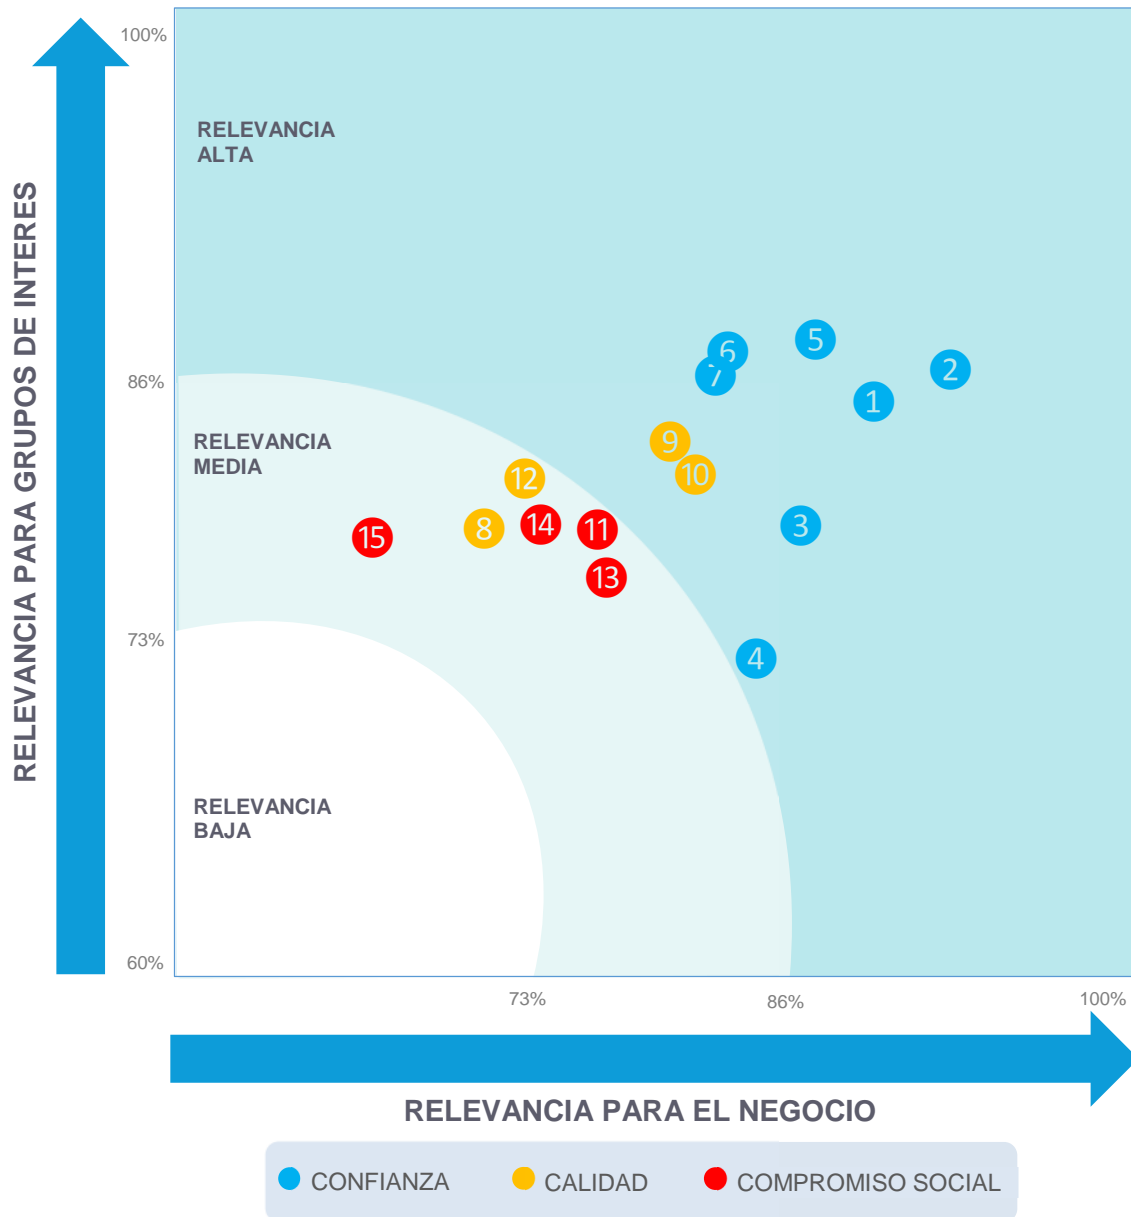 100%
RELEVANCIA
ALTA
RELEVANCIA PARA GRUPOS DE INTERES
5
6
2
7
86%
1
RELEVANCIA
MEDIA
9
10
12
3
14
11
8
15
13
73%
4
RELEVANCIA
BAJA
60%
73%
86%
100%
RELEVANCIA PARA EL NEGOCIO
CONFIANZA
CALIDAD
COMPROMISO SOCIAL